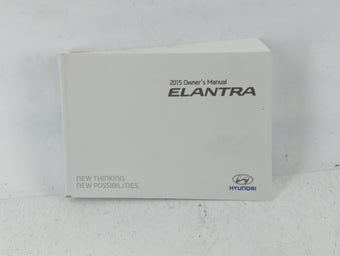 2015 Owner's Manual
ELANTRA
NEW THINKING.
NEW POSSIBILITIES.
HYUNDAI